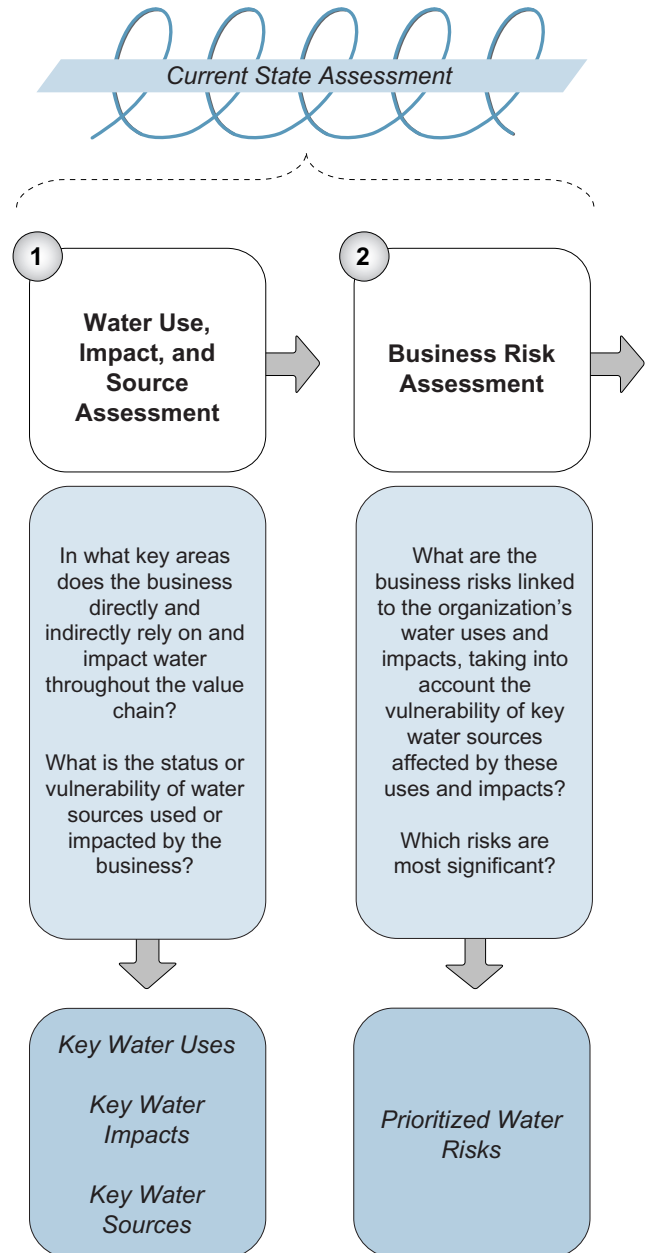 Current State Assessment
1
Water Use,
Impact, and
Source
Assessment
In what key areas
does the business
directly and
indirectly rely on and
impact water
throughout the value
chain?
What is the status or
vulnerability of water
sources used or
impacted by the
business?
Key Water Uses
Key Water
Impacts
Key Water
Sources
2
Business Risk
Assessment
What are the
business risks linked
to the organization’s
water uses and
impacts, taking into
account the
vulnerability of key
water sources
affected by these
uses and impacts?
Which risks are
most significant?
Prioritized Water
Risks